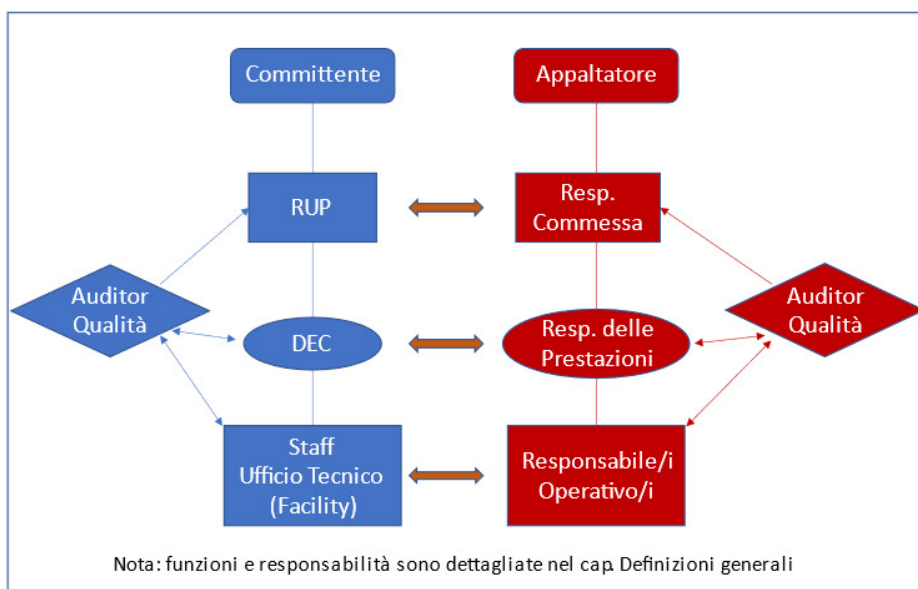 Committente
Appaltatore
RUP
Resp.
Commessa
Auditor
Qualità
DEC
Resp. delle
Prestazioni
Auditor
Qualità
Staff
Ufficio Tecnico
(Facility)
Responsabile/i
Operativo/i
Nota: funzioni e responsabilità sono dettagliate nel cap. Definizioni generali